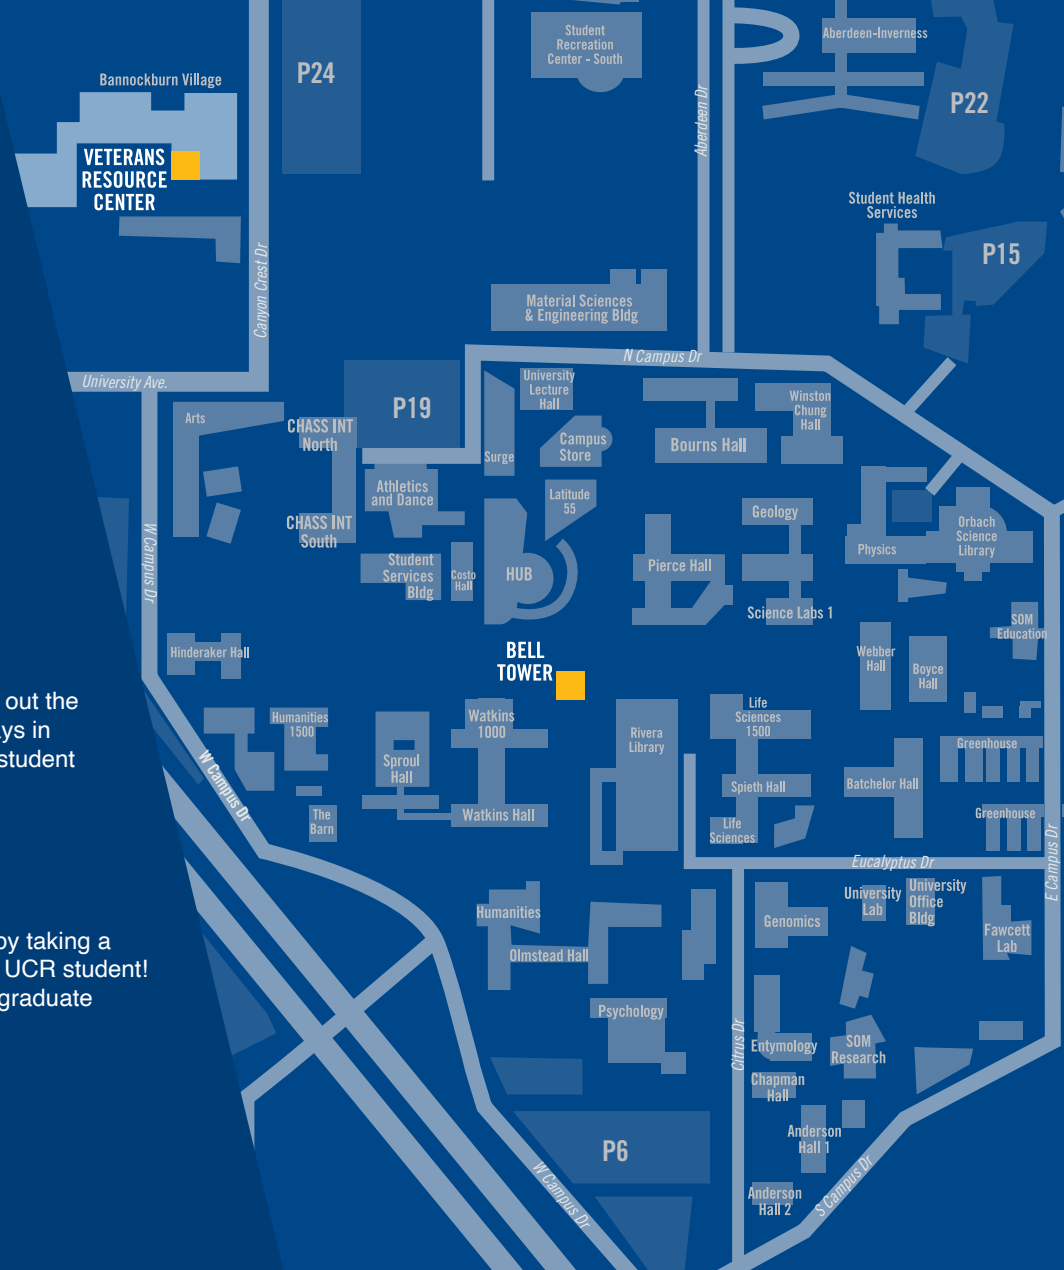 Student
Recreation
Center - South
Aberdeen-Inverness
P24
Bannockburn Village
P22
Aberdeen Dr
VETERANS
RESOURCE
CENTER
Student Health
Services
P15
Canyon Crest Dr
Material Sciences
& Engineering Bldg
N Campus Dr
University Ave.
University
Lecture
Hall
Winston
Chung
Hall
P19
Arts
CHASS INT
North
Campus
Store
Bourns Hall
Surge
Athletics
and Dance
Latitude
55
Geology
CHASS INT
South
Orbach
Science
Library
Physics
W Campus Dr
Student
Services
Bldg
Costo
Hall
HUB
Pierce Hall
Science Labs 1
SOM
Education
Hinderaker Hall
BELL
TOWER
Webber
Hall
Boyce
Hall
out the
ys in
student
Humanities
1500
Watkins
1000
Life
Sciences
1500
Rivera
Library
Greenhouse
Sproul
Hall
W Campus Dr
Spieth Hall
Batchelor Hall
The
Barn
Watkins Hall
Life
Sciences
Greenhouse
Eucalyptus Dr
E Campus Dr
University
Lab
University
Office
Bldg
Humanities
Genomics
Fawcett
Lab
by taking a
UCR student!
graduate
Olmstead Hall
Psychology
Citrus Dr
Entymology
SOM
Research
Chapman
Hall
Anderson
Hall 1
P6
W Campus Dr
S Campus Dr
Anderson
Hall 2